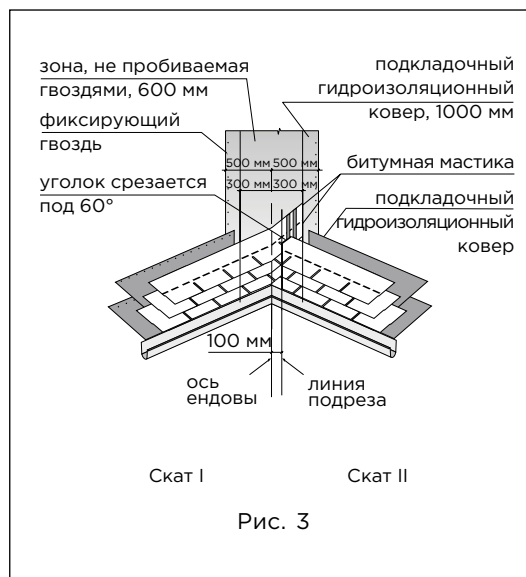 зона, не пробиваемая
гвоздями, 600 мм
фиксирующий
гвоздь
уголок срезается
под 60°
подкладочный
гидроизоляционный
ковер, 1000 мм
битумная мастика
подкладочный
гидроизоляционный
ковер
500 мм 500 мм
300 мм 300 мм
100 мм
ось
ендовы
линия
подреза
Скат I
Скат II
Рис. 3